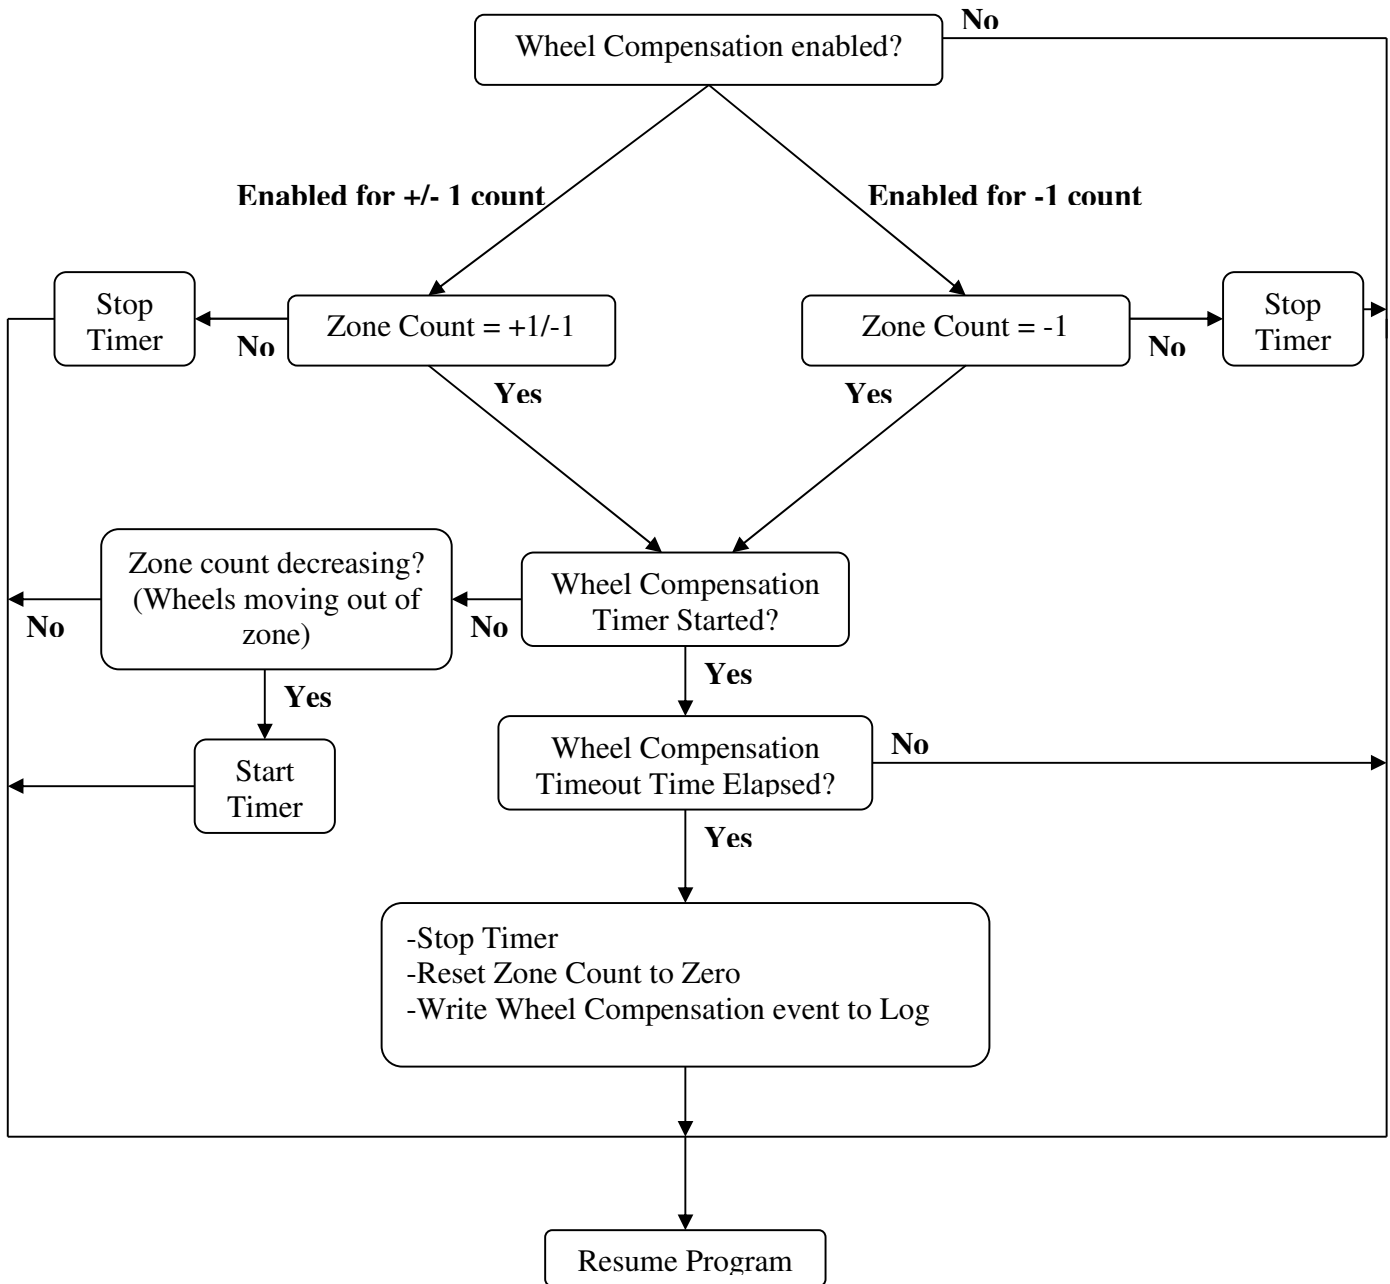 No
Wheel Compensation enabled?
Enabled for +/- 1 count
Enabled for -1 count
Stop
Timer
No
Zone Count = +1/-1
Zone Count = -1
No
Stop
Timer
Yes
Yes
Zone count decreasing?
(Wheels moving out of
zone)
No
No
Wheel Compensation
Timer Started?
Yes
Yes
Start
Timer
Wheel Compensation
Timeout Time Elapsed?
No
Yes
-Stop Timer
-Reset Zone Count to Zero
-Write Wheel Compensation event to Log
Resume Program